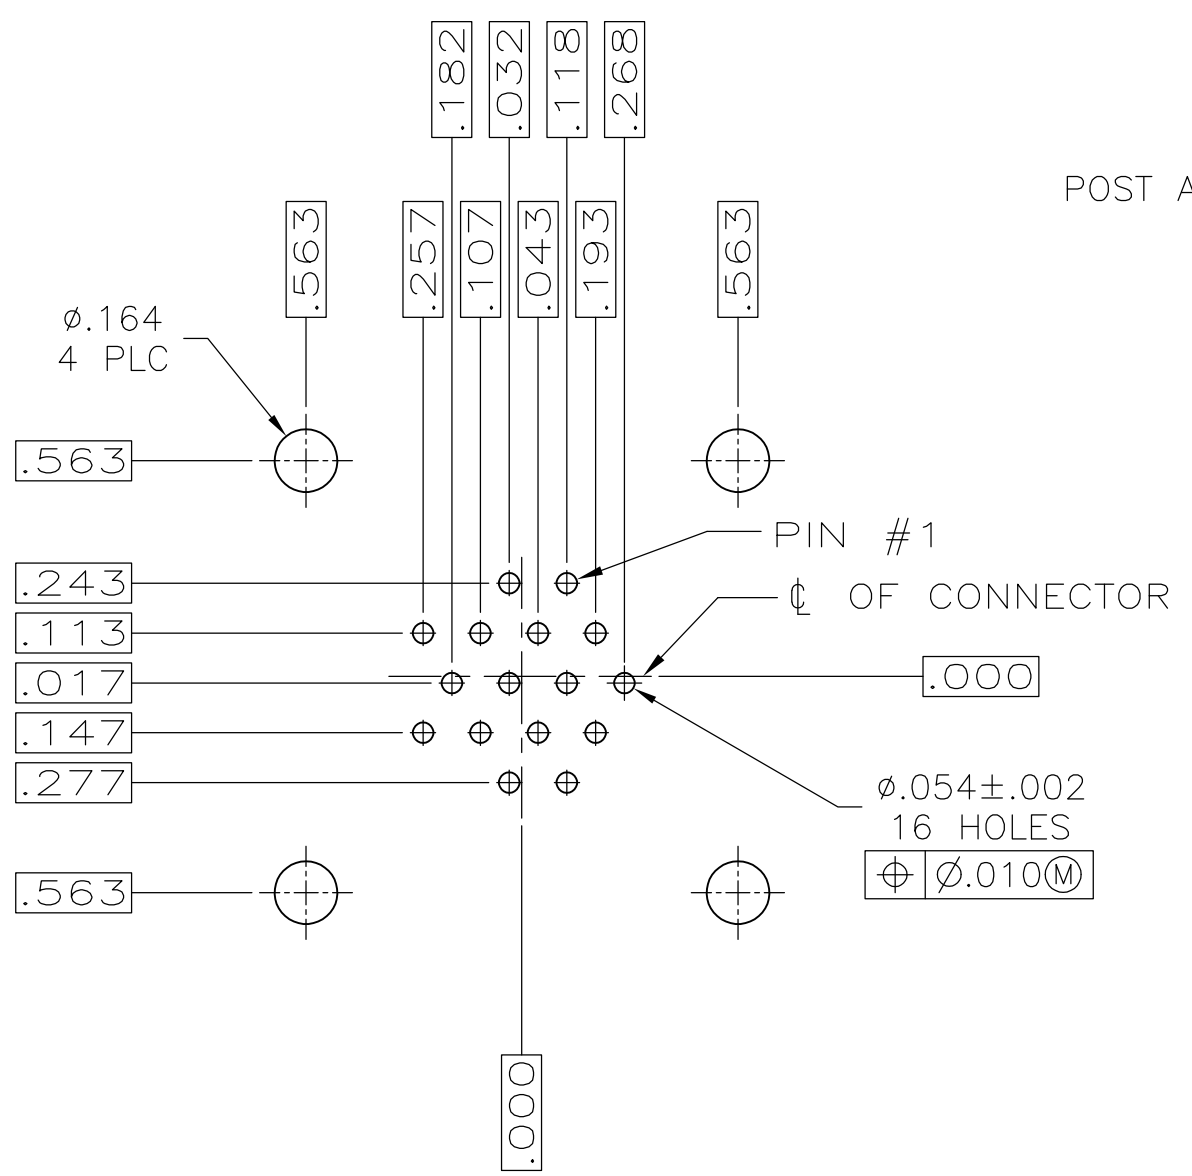 .182
.032
.118
.268
POST A
.563
.257
.107
.043
.193
.563
ø.164
4 PLC
.563
PIN #1
.243
℄ OF CONNECTOR
.113
.017
.000
.147
.277
ø.054±.002
16 HOLES
⌖ Ø.010Ⓜ
.563
.000